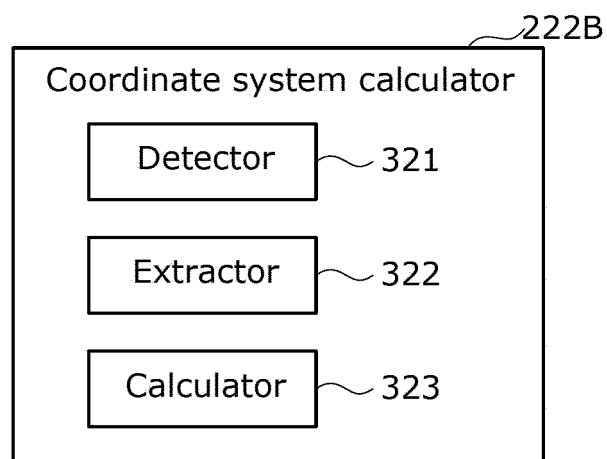 222B
Coordinate system calculator
Detector 321
Extractor 322
Calculator 323